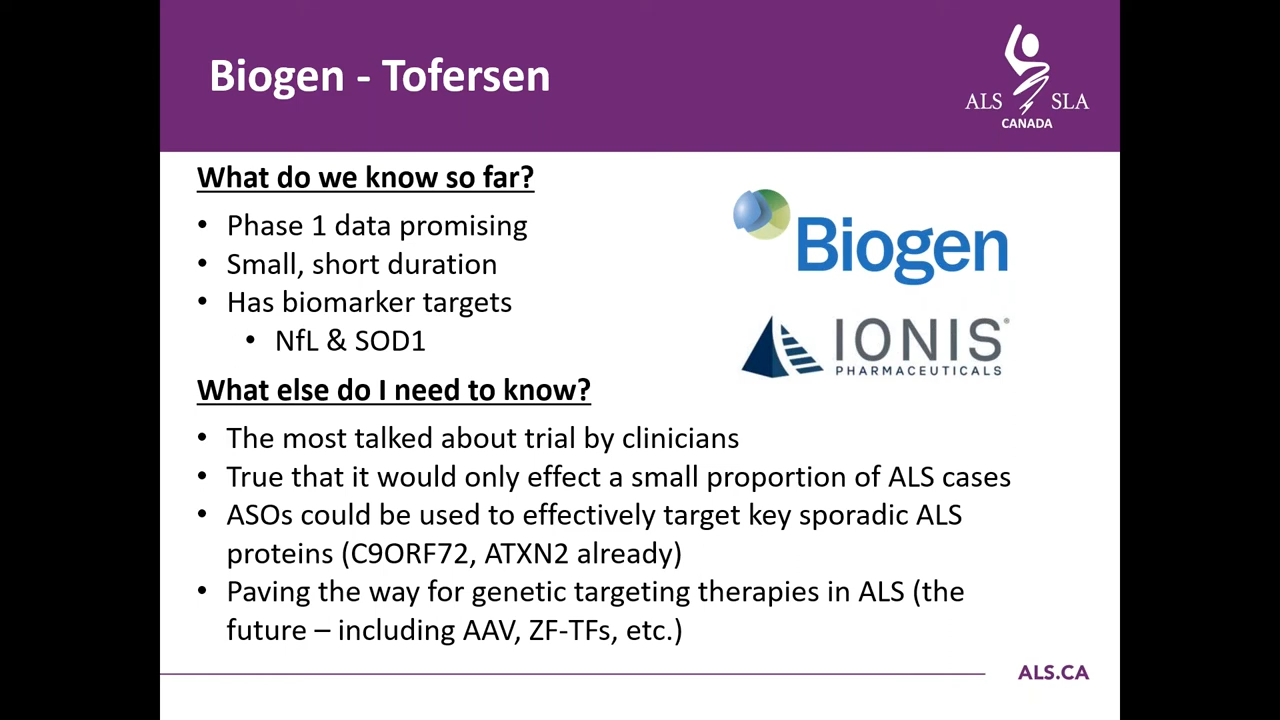 Biogen - Tofersen
ALS SLA
CANADA
What do we know so far?
• Phase 1 data promising
• Small, short duration
• Has biomarker targets
• NfL & SOD1
Biogen
IONIS®
PHARMACEUTICALS
What else do I need to know?
• The most talked about trial by clinicians
• True that it would only effect a small proportion of ALS cases
• ASOs could be used to effectively target key sporadic ALS
proteins (C9ORF72, ATXN2 already)
• Paving the way for genetic targeting therapies in ALS (the
future – including AAV, ZF-TFs, etc.)
ALS.CA